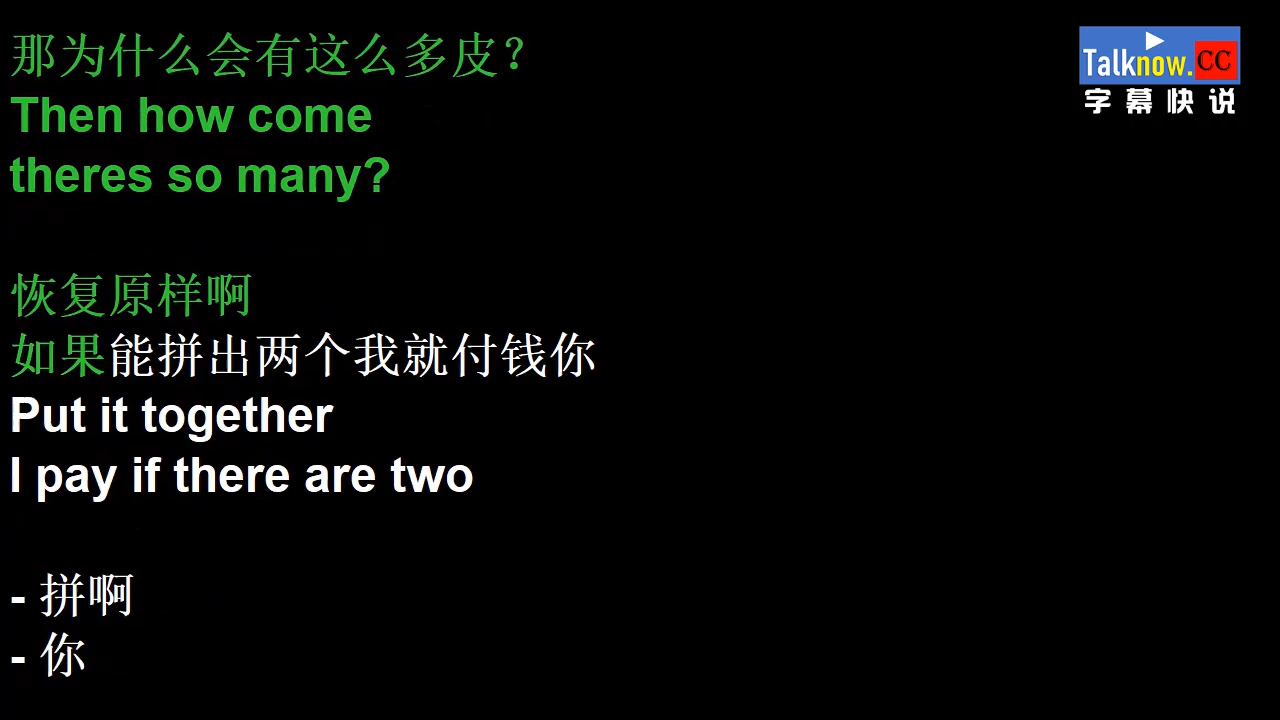 那为什么会有这么多皮？
Then how come
theres so many?
恢复原样啊
如果能拼出两个我就付钱你
Put it together
I pay if there are two
- 拼啊
- 你
Talknow.CC
字幕快说